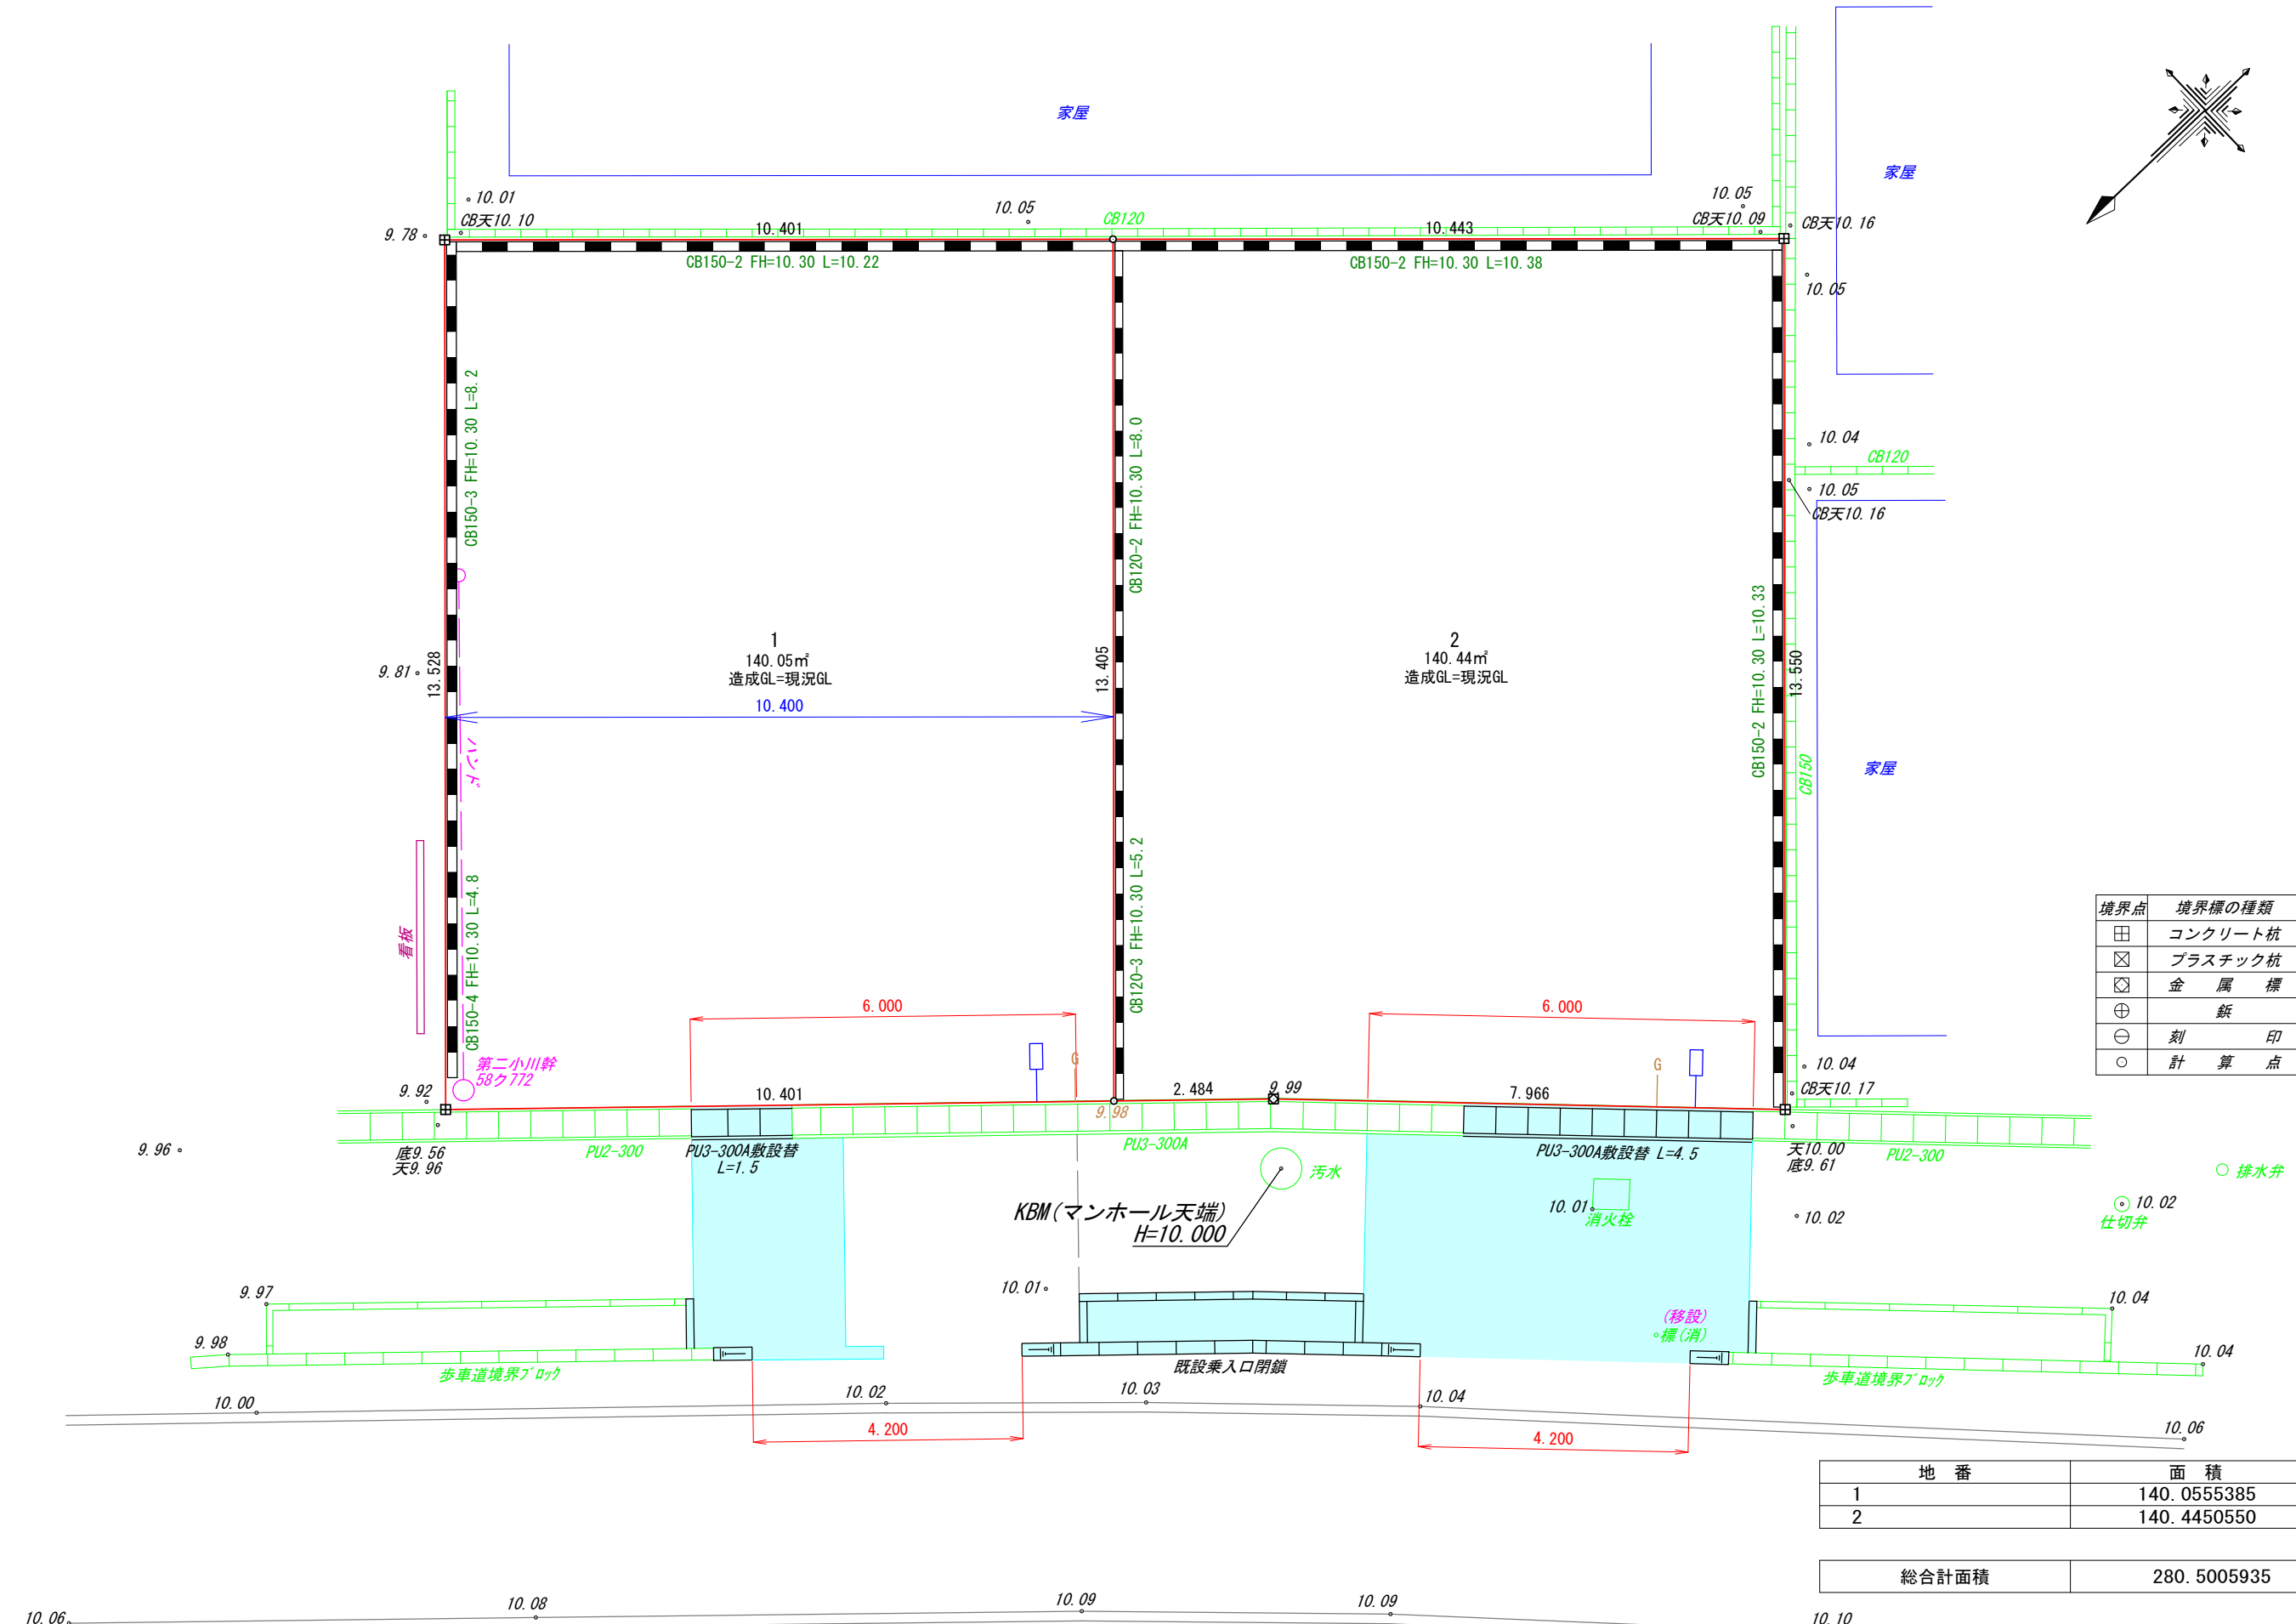 家屋
家屋
10.01
CB天10.10
9.78
10.401
10.05
CB120
10.443
10.05
CB天10.09
CB天10.16
CB150-2 FH=10.30 L=10.22
CB150-2 FH=10.30 L=10.38
10.05
CB150-3 FH=10.30 L=8.2
CB120-2 FH=10.30 L=8.0
10.04
CB120
10.05
CB天10.16
CB150-2 FH=10.30 L=10.33
13.550
9.81
13.528
1
140.05㎡
造成GL=現況GL
10.400
13.405
2
140.44㎡
造成GL=現況GL
ハンド
CB150
家屋
看板
CB150-4 FH=10.30 L=4.8
CB120-3 FH=10.30 L=5.2
境界点 境界標の種類
コンクリート杭
プラスチック杭
金属標
鋲
刻印
計算点
6.000
6.000
第二小川幹
58ク772
G
G
9.92
10.401
2.484
9.99
7.966
10.04
CB天10.17
9.98
9.96
底9.56
天9.96
PU2-300
PU3-300A敷設替
L=1.5
PU3-300A
PU3-300A敷設替 L=4.5
天10.00
底9.61
PU2-300
汚水
排水弁
KBM(マンホール天端)
H=10.000
10.01
消火栓
10.02
10.02
仕切弁
9.97
10.01
10.04
(移設)
標(消)
9.98
10.04
歩車道境界ブロック
既設乗入口閉鎖
歩車道境界ブロック
10.00
10.02
10.03
10.04
10.06
4.200
4.200
地番 面積
1 140.0555385
2 140.4450550
総合計面積 280.5005935
10.06
10.08
10.09
10.09
10.10